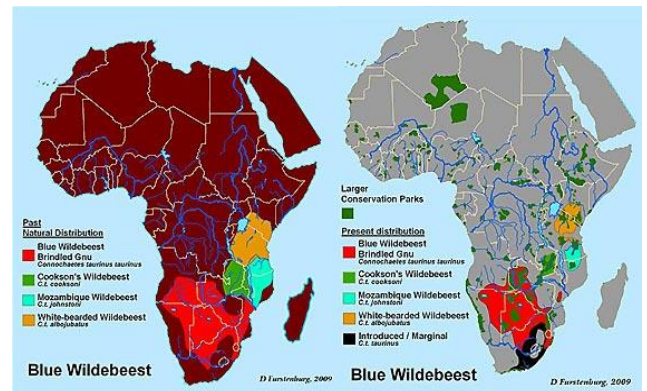 Past
Natural Distribution
Blue Wildebeest
Brindled Gnu
Connochaetes taurinus taurinus
Cookson's Wildebeest
C.t. cooksoni
Mozambique Wildebeest
C.t. johnstoni
White-bearded Wildebeest
C.t. albojubatus
Blue Wildebeest
D Furstenburg, 2009
Larger
Conservation Parks
Present distribution
Blue Wildebeest
Brindled Gnu
Connochaetes taurinus taurinus
Cookson's Wildebeest
C.t. cooksoni
Mozambique Wildebeest
C.t. johnstoni
White-bearded Wildebeest
C.t. albojubatus
Introduced / Marginal
C.t. taurinus
Blue Wildebeest
D Furstenburg, 2009